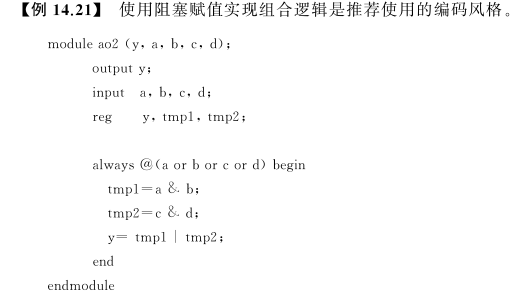 【例 14.21】 使用阻塞赋值实现组合逻辑是推荐使用的编码风格。
module ao2 (y, a, b, c, d);
output y;
input a, b, c, d;
reg y, tmp1, tmp2;
always @(a or b or c or d) begin
tmp1=a & b;
tmp2=c & d;
y= tmp1 | tmp2;
end
endmodule